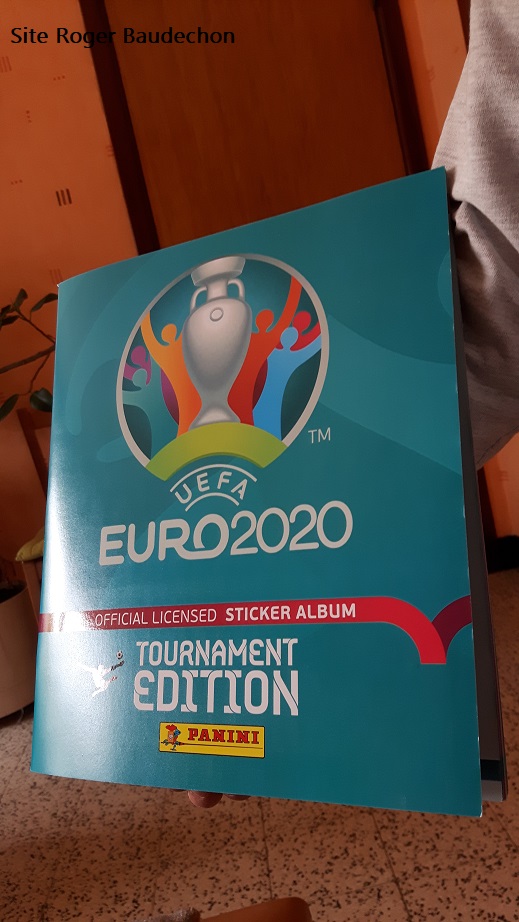 Site Roger Baudechon
TM
UEFA
EURO2020
OFFICIAL LICENSED STICKER ALBUM
TOURNAMENT
EDITION
PANINI